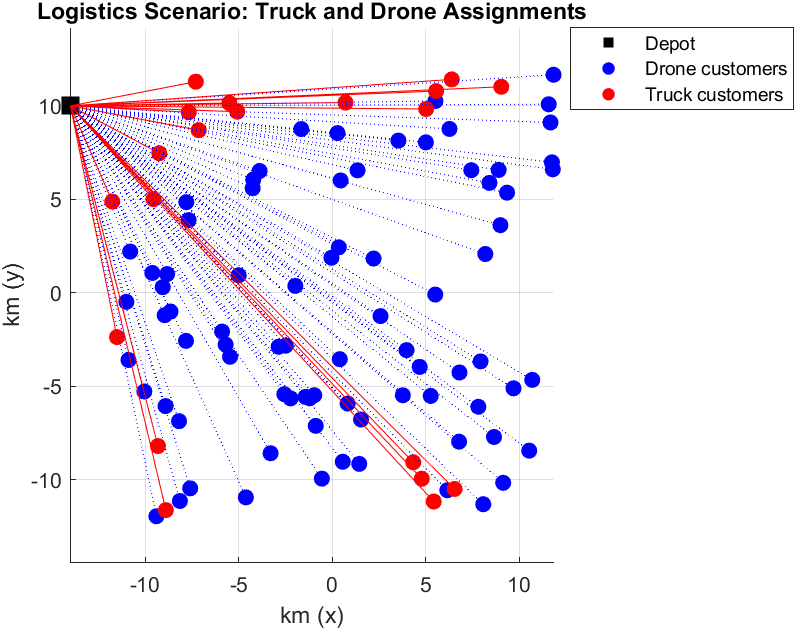 Logistics Scenario: Truck and Drone Assignments
Depot
Drone customers
Truck customers
10
5
0
-5
-10
km (y)
-10
-5
0
5
10
km (x)